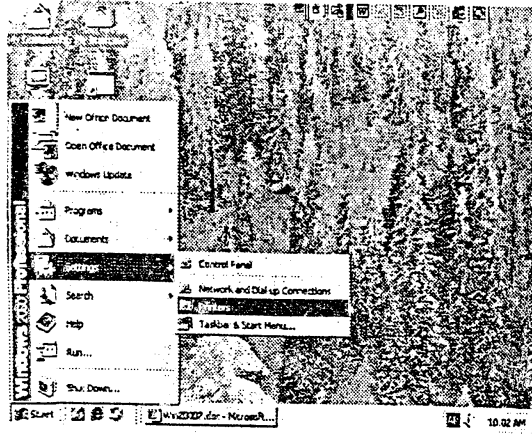 New Office Document
Open Office Document
Windows Update
Programs
Documents
Settings
Search
Help
Run...
Shut Down...
Control Panel
Network and Dial-up Connections
Printers
Taskbar & Start Menu...
Windows 2000 Professional
Start
10:02 AM